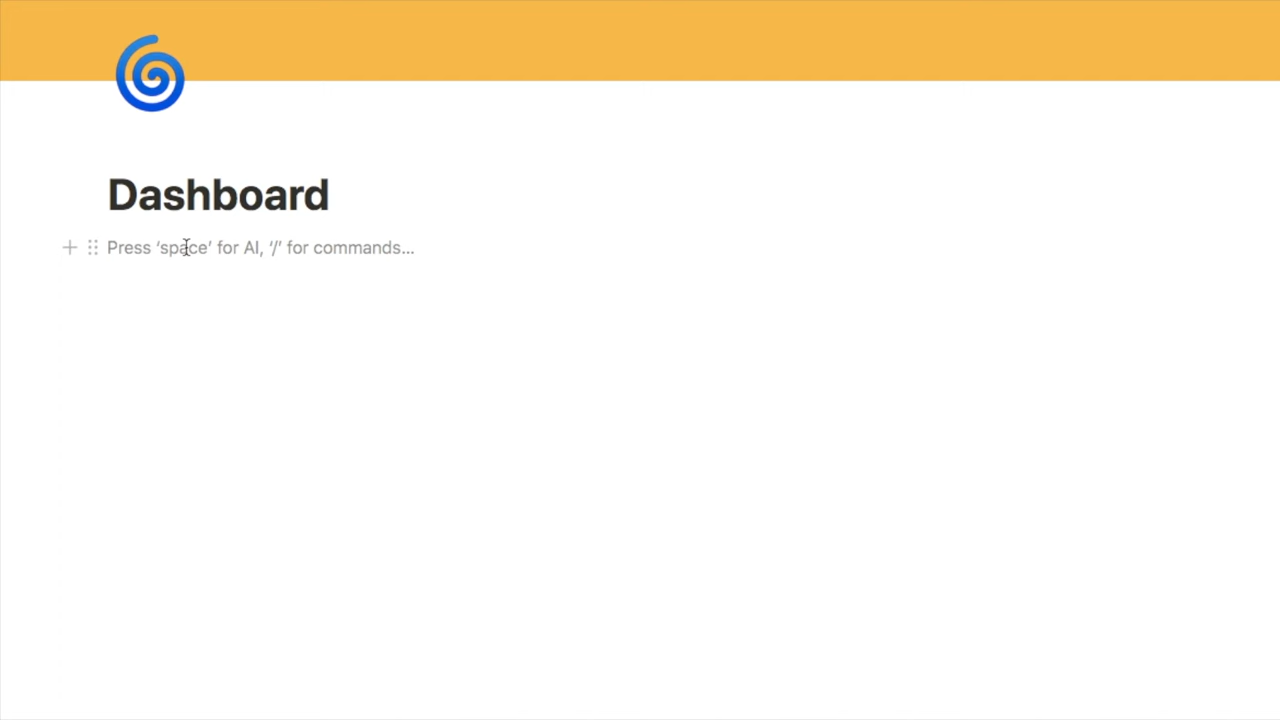 Dashboard
Press ‘space’ for AI, ‘/’ for commands...